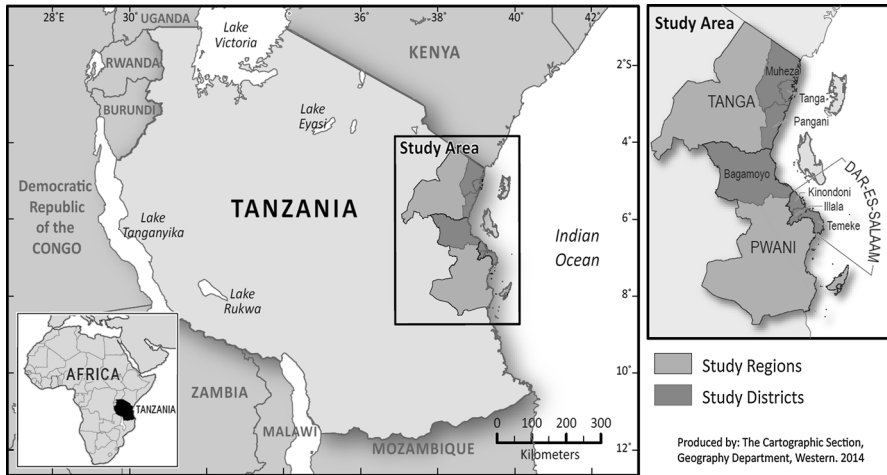 28°E
30°
32°
34°
36°
38°
40°
42°
UGANDA
Lake
Victoria
KENYA
RWANDA
BURUNDI
Lake
Eyasi
2°S
4°
6°
8°
10°
12°
Study Area
Democratic
Republic
of the
CONGO
Lake
Tanganyika
TANZANIA
Indian
Ocean
Lake
Rukwa
AFRICA
TANZANIA
ZAMBIA
MALAWI
MOZAMBIQUE
0 100 200 300
Kilometers
Study Area
Muheza
TANGA
Tanga
Pangani
Bagamoyo
DAR-ES-SALAAM
Kinondoni
Illala
Temeke
PWANI
Study Regions
Study Districts
Produced by: The Cartographic Section,
Geography Department, Western. 2014